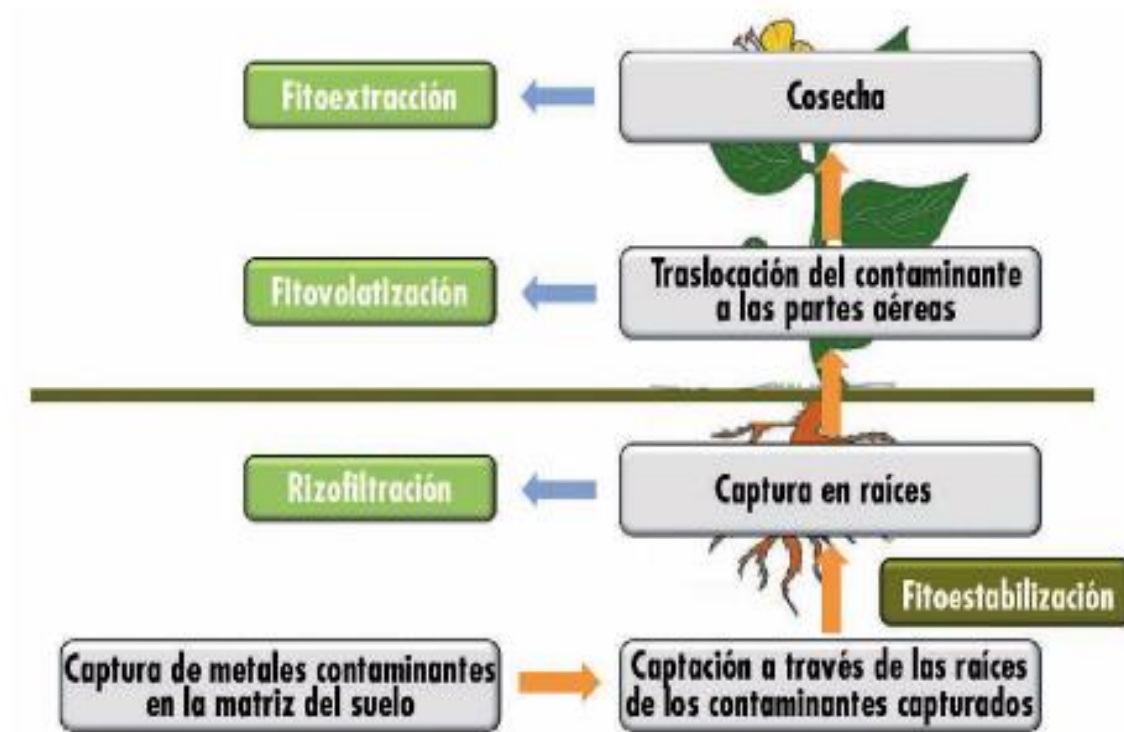 Fitoextracción
Cosecha
Fitovolatización
Traslocación del contaminante
a las partes aéreas
Rizofiltración
Captura en raíces
Fitoestabilización
Captura de metales contaminantes
en la matriz del suelo
Captación a través de las raíces
de los contaminantes capturados